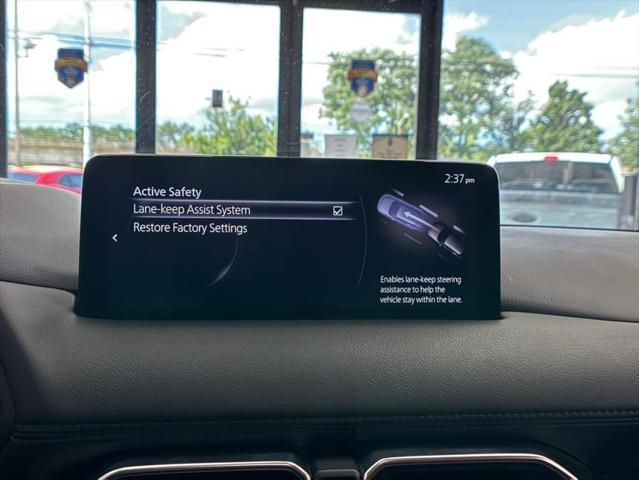 2:37 pm
Active Safety
Lane-keep Assist System
Restore Factory Settings
Enables lane-keep steering
assistance to help the
vehicle stay within the lane.